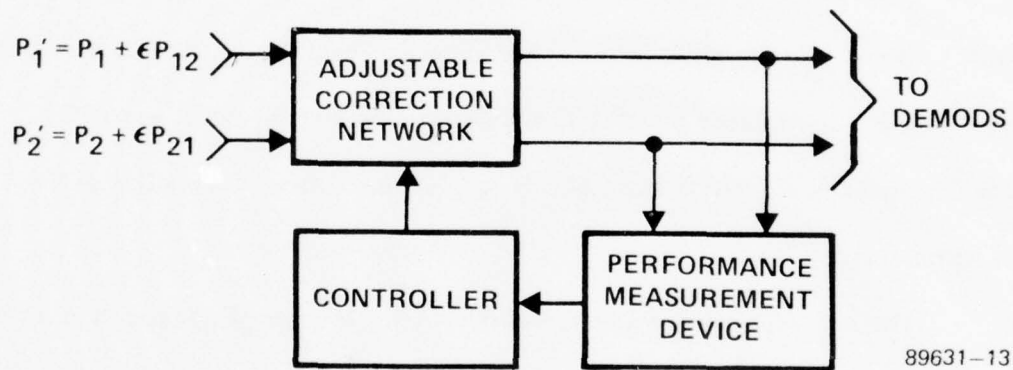 P₁' = P₁ + ϵP₁₂
P₂' = P₂ + ϵP₂₁
ADJUSTABLE
CORRECTION
NETWORK
TO
DEMODS
CONTROLLER
PERFORMANCE
MEASUREMENT
DEVICE
89631-13